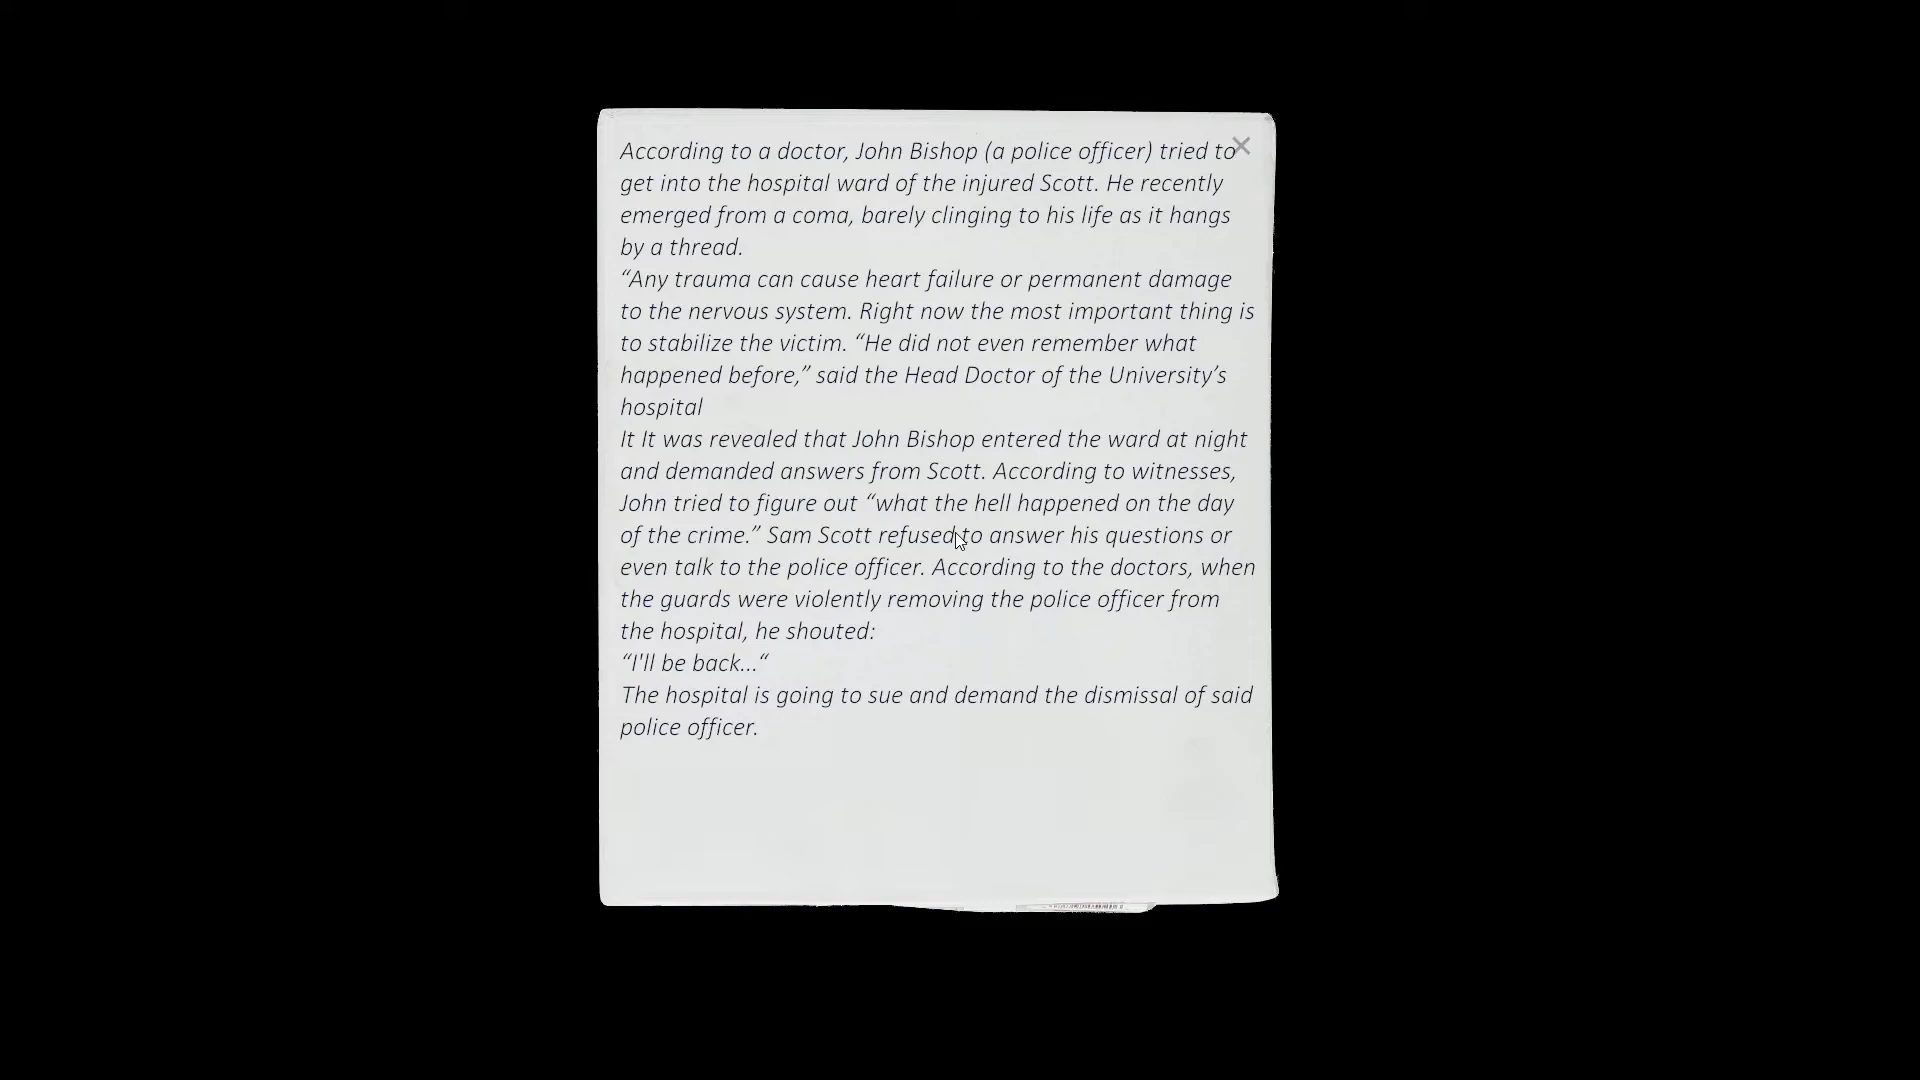 According to a doctor, John Bishop (a police officer) tried to
get into the hospital ward of the injured Scott. He recently
emerged from a coma, barely clinging to his life as it hangs
by a thread.
“Any trauma can cause heart failure or permanent damage
to the nervous system. Right now the most important thing is
to stabilize the victim. “He did not even remember what
happened before,” said the Head Doctor of the University’s
hospital
It It was revealed that John Bishop entered the ward at night
and demanded answers from Scott. According to witnesses,
John tried to figure out “what the hell happened on the day
of the crime.” Sam Scott refused to answer his questions or
even talk to the police officer. According to the doctors, when
the guards were violently removing the police officer from
the hospital, he shouted:
“I'll be back...“
The hospital is going to sue and demand the dismissal of said
police officer.